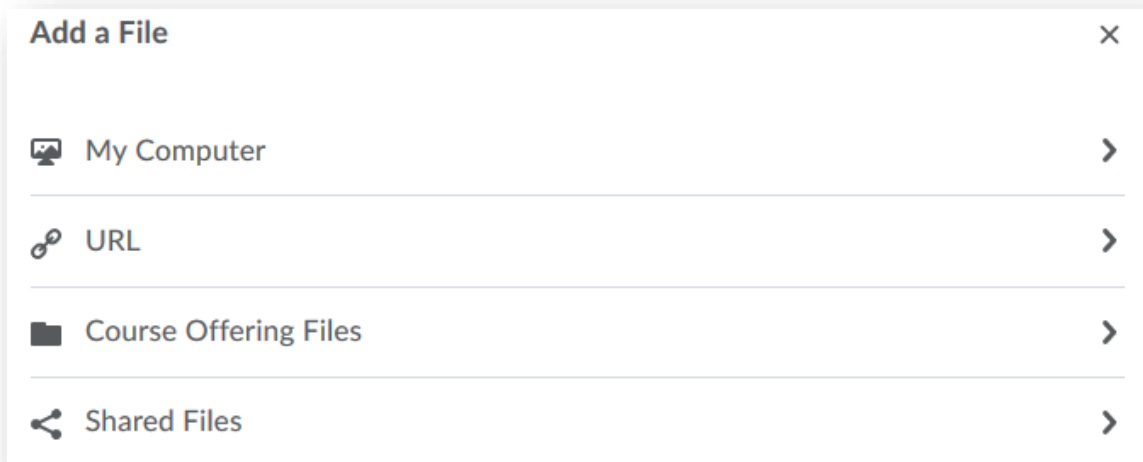 Add a File
My Computer
URL
Course Offering Files
Shared Files